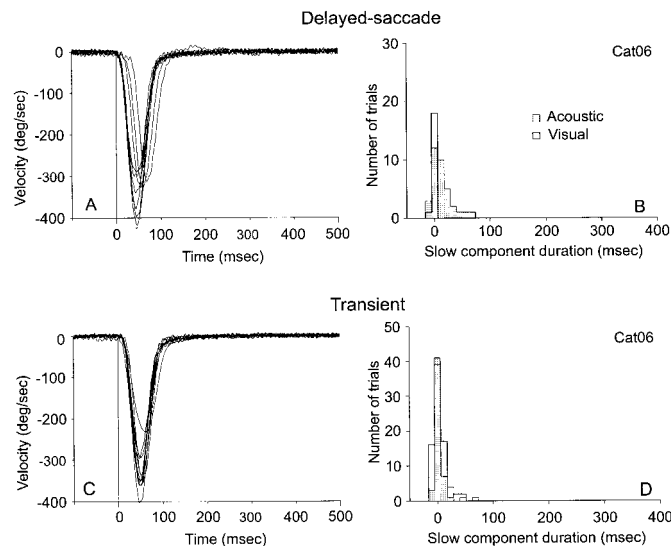 Delayed-saccade
0
-100
-200
-300
-400
Velocity (deg/sec)
A
0 100 200 300 400 500
Time (msec)
30
20
10
0
Number of trials
Cat06
Acoustic
Visual
B
0 100 200 300 400
Slow component duration (msec)
Transient
0
-100
-200
-300
-400
Velocity (deg/sec)
C
0 100 200 300 400 500
Time (msec)
50
40
30
20
10
0
Number of trials
Cat06
D
0 100 200 300 400
Slow component duration (msec)